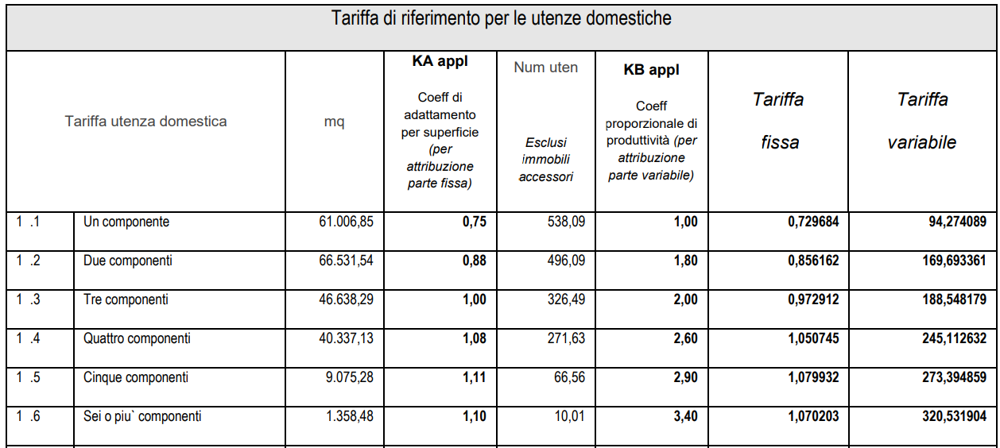 Tariffa di riferimento per le utenze domestiche
Tariffa utenza domestica
mq
KA appl
Coeff di
adattamento
per superficie
(per
attribuzione
parte fissa)
Num uten
Esclusi
immobili
accessori
KB appl
Coeff
proporzionale di
produttività (per
attribuzione
parte variabile)
Tariffa
fissa
Tariffa
variabile
1 .1 Un componente 61.006,85 0,75 538,09 1,00 0,729684 94,274089
1 .2 Due componenti 66.531,54 0,88 496,09 1,80 0,856162 169,693361
1 .3 Tre componenti 46.638,29 1,00 326,49 2,00 0,972912 188,548179
1 .4 Quattro componenti 40.337,13 1,08 271,63 2,60 1,050745 245,112632
1 .5 Cinque componenti 9.075,28 1,11 66,56 2,90 1,079932 273,394859
1 .6 Sei o piu` componenti 1.358,48 1,10 10,01 3,40 1,070203 320,531904